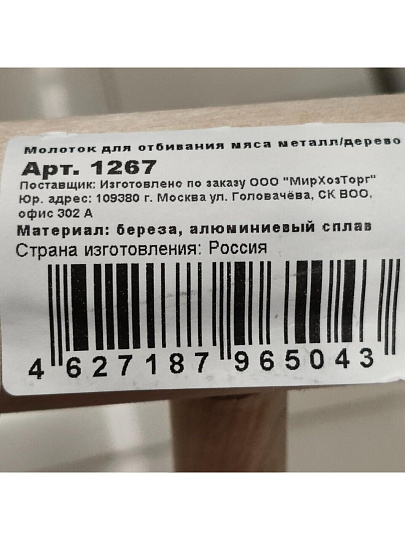 Молоток для отбивания мяса металл/дерево
Арт. 1267
Поставщик: Изготовлено по заказу ООО "МирХозТорг"
Юр. адрес: 109380 г. Москва ул. Головачёва, СК ВОО,
офис 302 А
Материал: береза, алюминиевый сплав
Страна изготовления: Россия
4 627187 965043